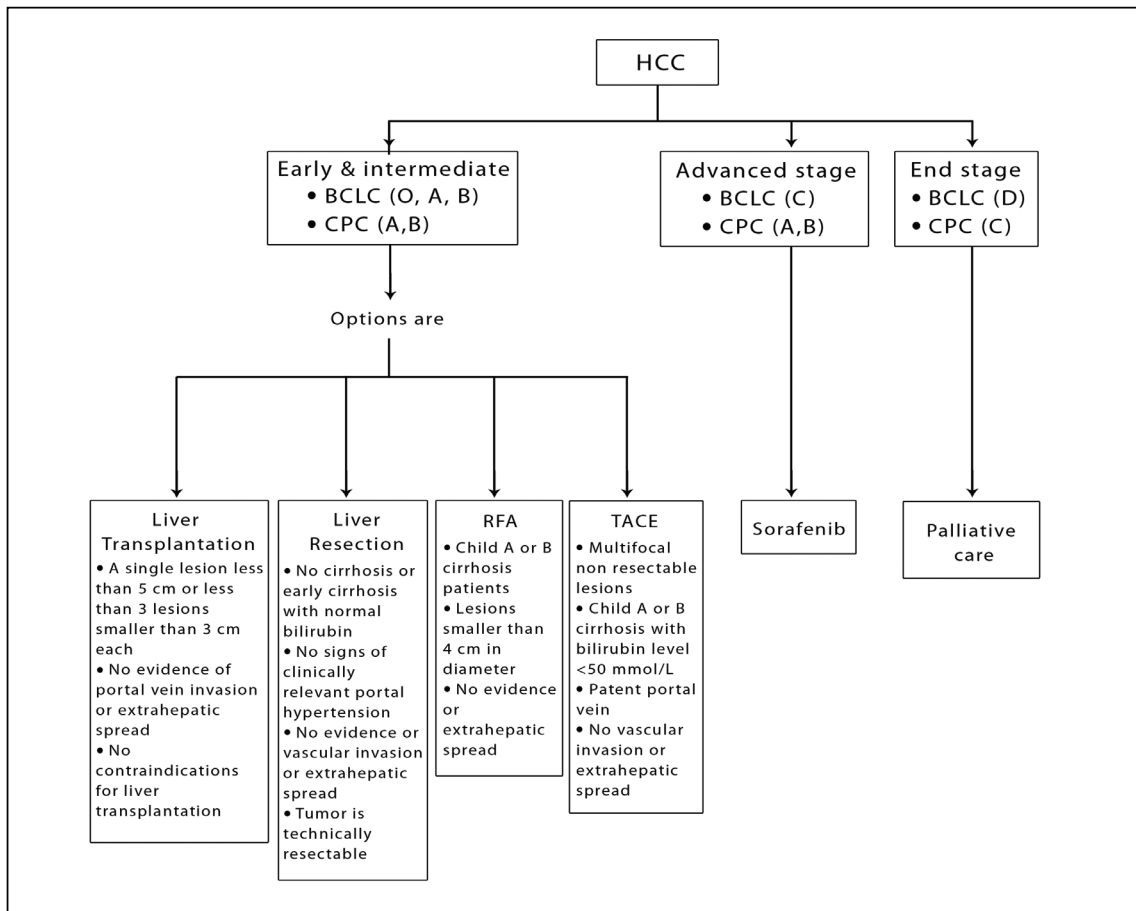 HCC
Early & intermediate
• BCLC (O, A, B)
• CPC (A,B)
Advanced stage
• BCLC (C)
• CPC (A,B)
End stage
• BCLC (D)
• CPC (C)
Options are
Liver
Transplantation
• A single lesion less
than 5 cm or less
than 3 lesions
smaller than 3 cm
each
• No evidence of
portal vein invasion
or extrahepatic
spread
• No
contraindications
for liver
transplantation
Liver
Resection
• No cirrhosis or
early cirrhosis
with normal
bilirubin
• No signs of
clinically
relevant portal
hypertension
• No evidence or
vascular invasion
or extrahepatic
spread
• Tumor is
technically
resectable
RFA
• Child A or B
cirrhosis
patients
• Lesions
smaller than
4 cm in
diameter
• No evidence
or
extrahepatic
spread
TACE
• Multifocal
non resectable
lesions
• Child A or B
cirrhosis with
bilirubin level
<50 mmol/L
• Patent portal
vein
• No vascular
invasion or
extrahepatic
spread
Sorafenib
Palliative
care